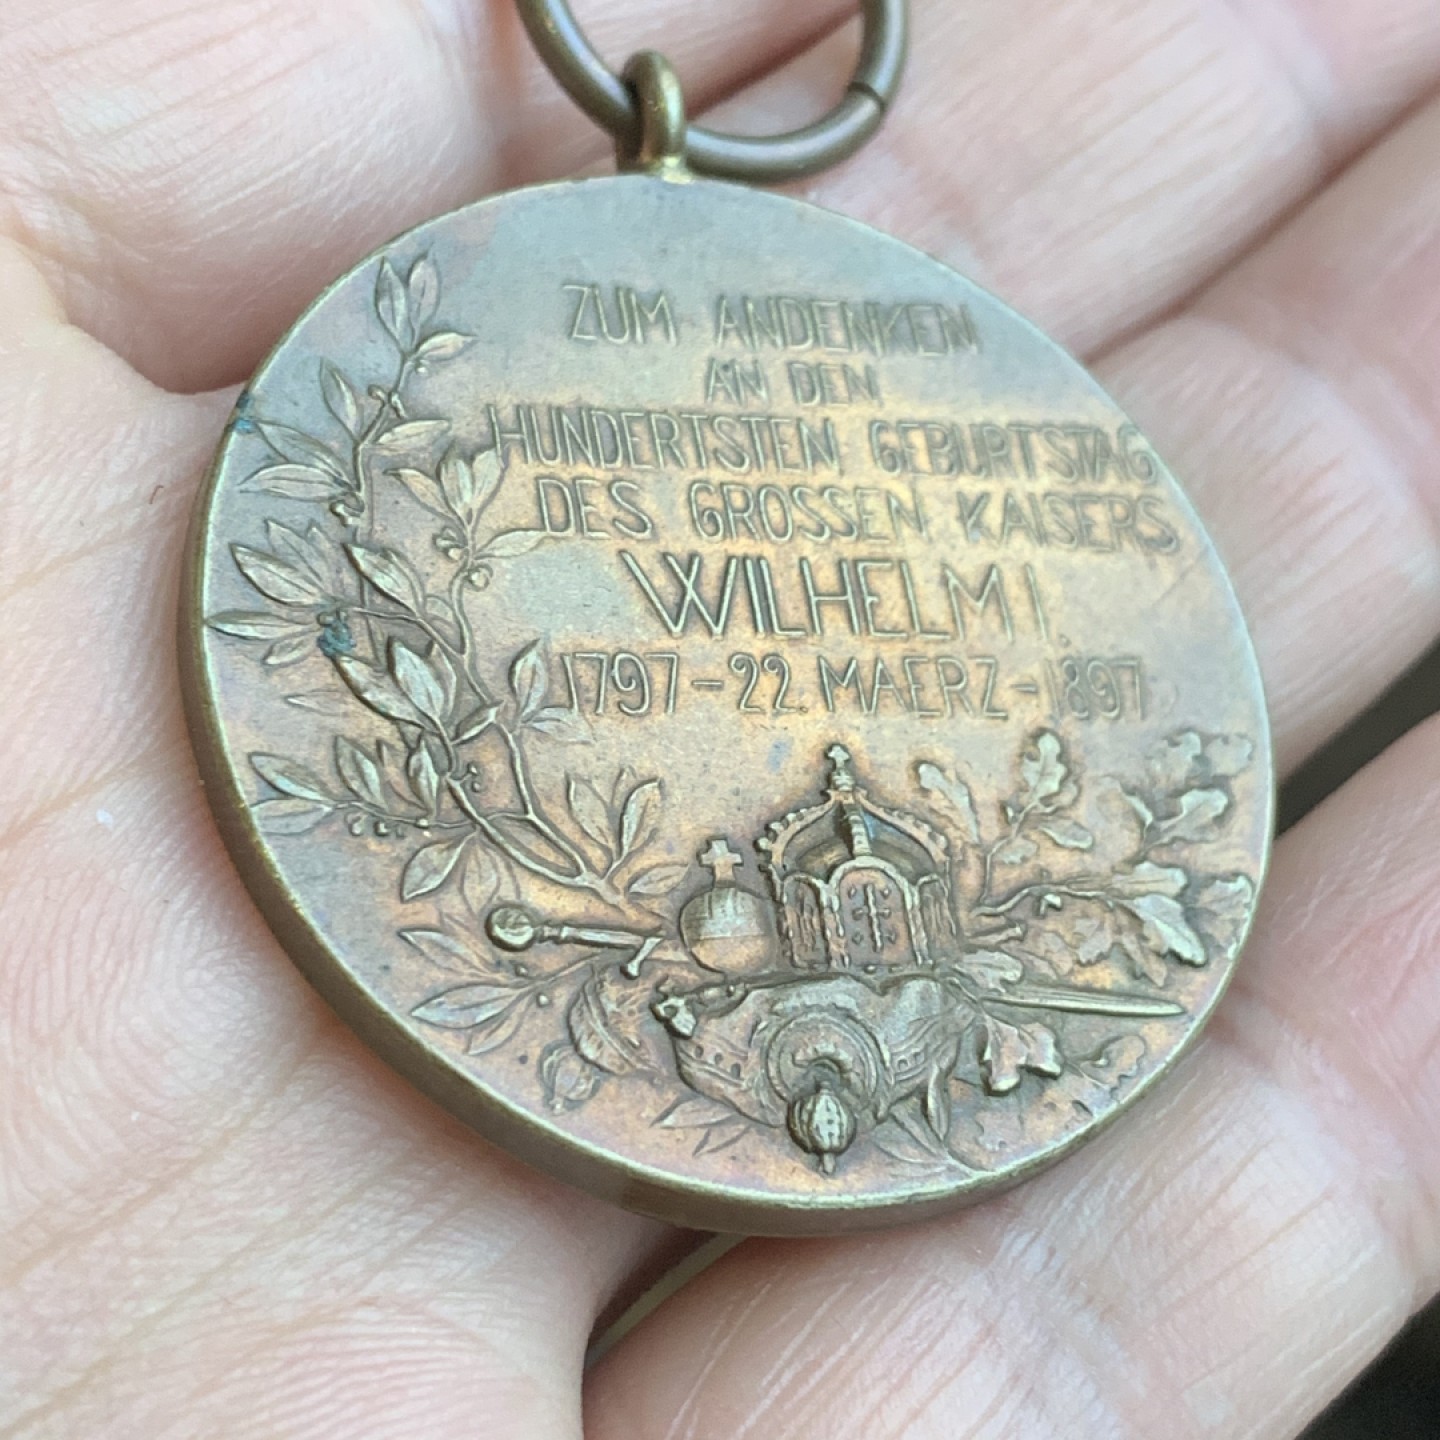 ZUM ANDENKEN
AN DEN
HUNDERTSTEN GEBURTSTAG
DES GROSSEN KAISERS
WILHELM I.
1797 – 22. MAERZ – 1897